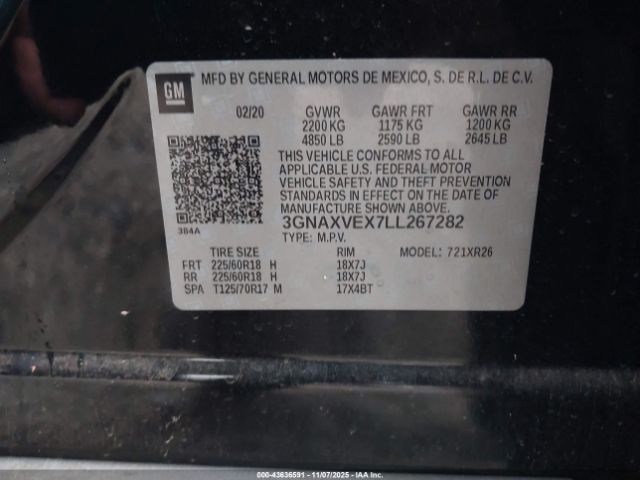 GM
MFD BY GENERAL MOTORS DE MEXICO, S. DE R.L. DE C.V.
02/20 GVWR GAWR FRT GAWR RR
2200 KG 1175 KG 1200 KG
4850 LB 2590 LB 2645 LB
THIS VEHICLE CONFORMS TO ALL
APPLICABLE U.S. FEDERAL MOTOR
VEHICLE SAFETY AND THEFT PREVENTION
STANDARDS IN EFFECT ON THE DATE OF
MANUFACTURE SHOWN ABOVE.
384A 3GNAXVEX7LL267282
TYPE: M.P.V.
TIRE SIZE RIM MODEL: 721XR26
FRT 225/60R18 H 18X7J
RR 225/60R18 H 18X7J
SPA T125/70R17 M 17X4BT
000-43636591 - 11/07/2025 - IAA Inc.